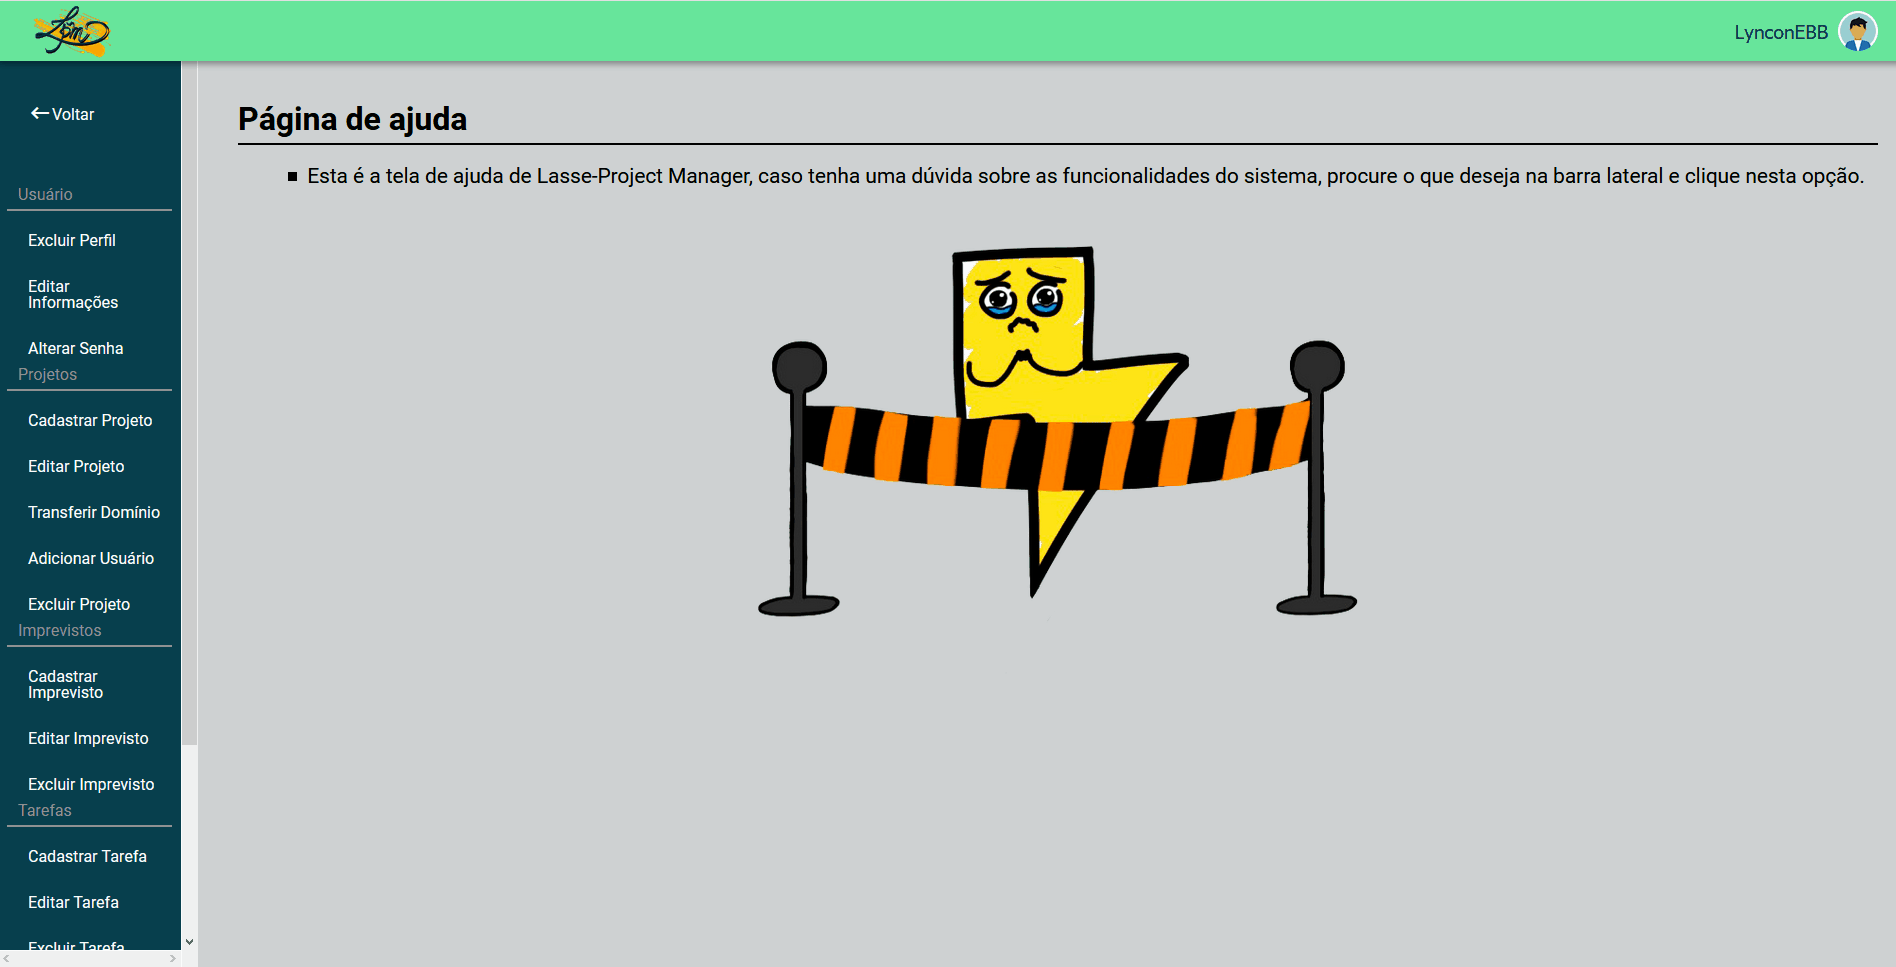 Lpm
LynconEBB
Voltar
Usuário
Excluir Perfil
Editar
Informações
Alterar Senha
Projetos
Cadastrar Projeto
Editar Projeto
Transferir Domínio
Adicionar Usuário
Excluir Projeto
Imprevistos
Cadastrar
Imprevisto
Editar Imprevisto
Excluir Imprevisto
Tarefas
Cadastrar Tarefa
Editar Tarefa
Excluir Tarefa
Página de ajuda
Esta é a tela de ajuda de Lasse-Project Manager, caso tenha uma dúvida sobre as funcionalidades do sistema, procure o que deseja na barra lateral e clique nesta opção.